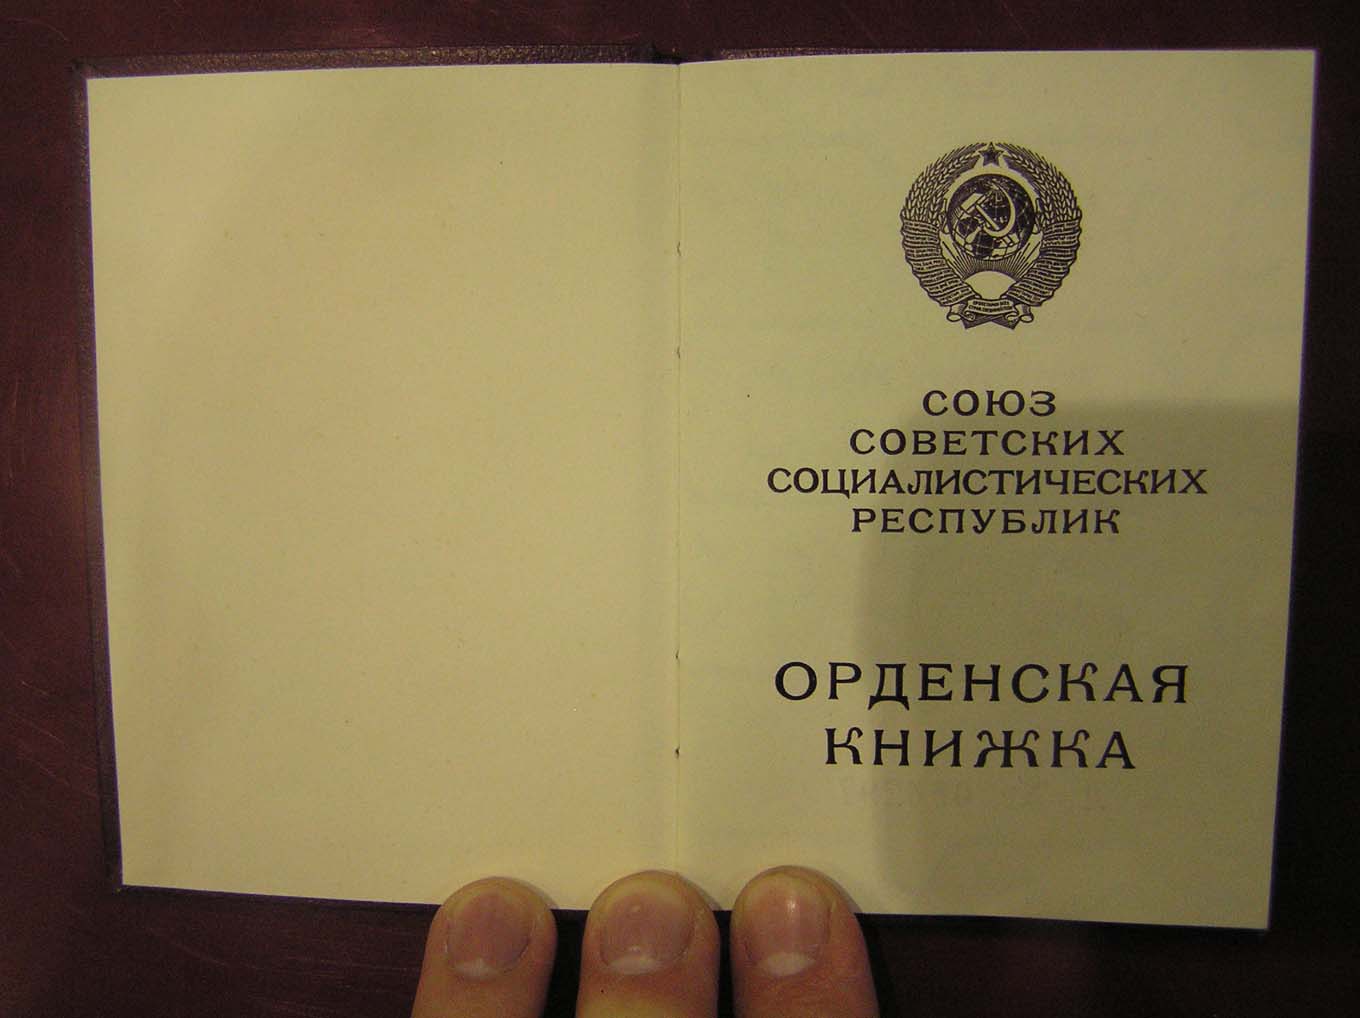 СОЮЗ
СОВЕТСКИХ
СОЦИАЛИСТИЧЕСКИХ
РЕСПУБЛИК
ОРДЕНСКАЯ
КНИЖКА